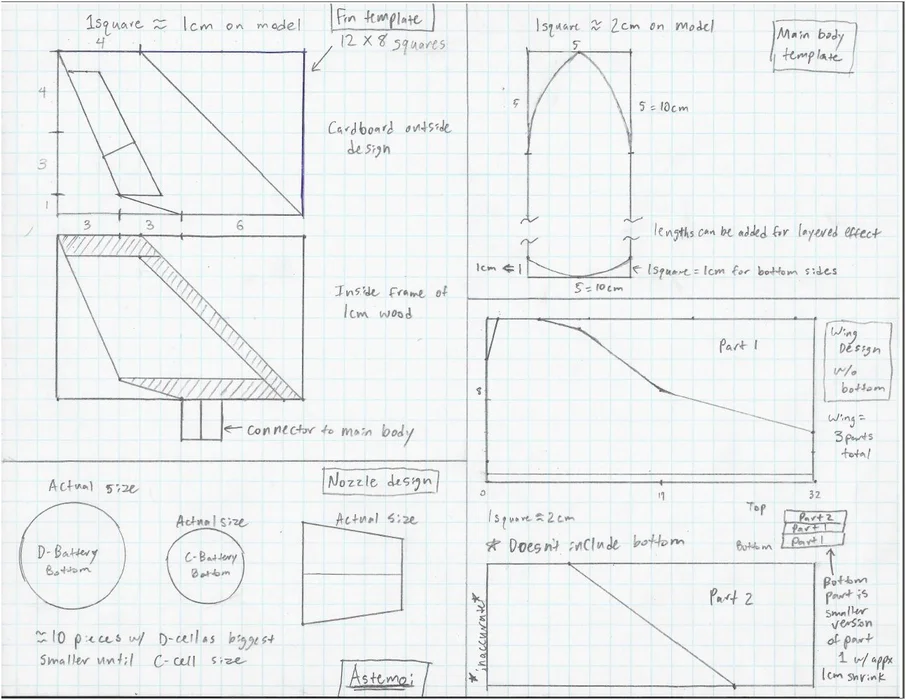 1square ≈ 1cm on model
Fin template
12 X 8 squares
4
4
3
1
3
3
6
Cardboard outside
design
Inside frame of
1cm wood
connector to main body
1square ≈ 2cm on model
Main body
template
5
5
5=10cm
lengths can be added for layered effect
1cm ⇐ 1
1square = 1cm for bottom sides
5=10cm
Part 1
Wing
Design
w/o
bottom
Wing =
3 parts
total
8
0
32
1square ≈ 2cm
* Doesn't include bottom
Top
Part 2
Part 1
Part 1
Bottom
Part 2
*inaccurate*
Bottom
part is
smaller
version
of part
1 w/ appx
1cm shrink
Nozzle design
Actual size
D-Battery
Bottom
Actual size
C-Battery
Bottom
Actual size
≈10 pieces w/ D-cell as biggest
smaller until C-cell size